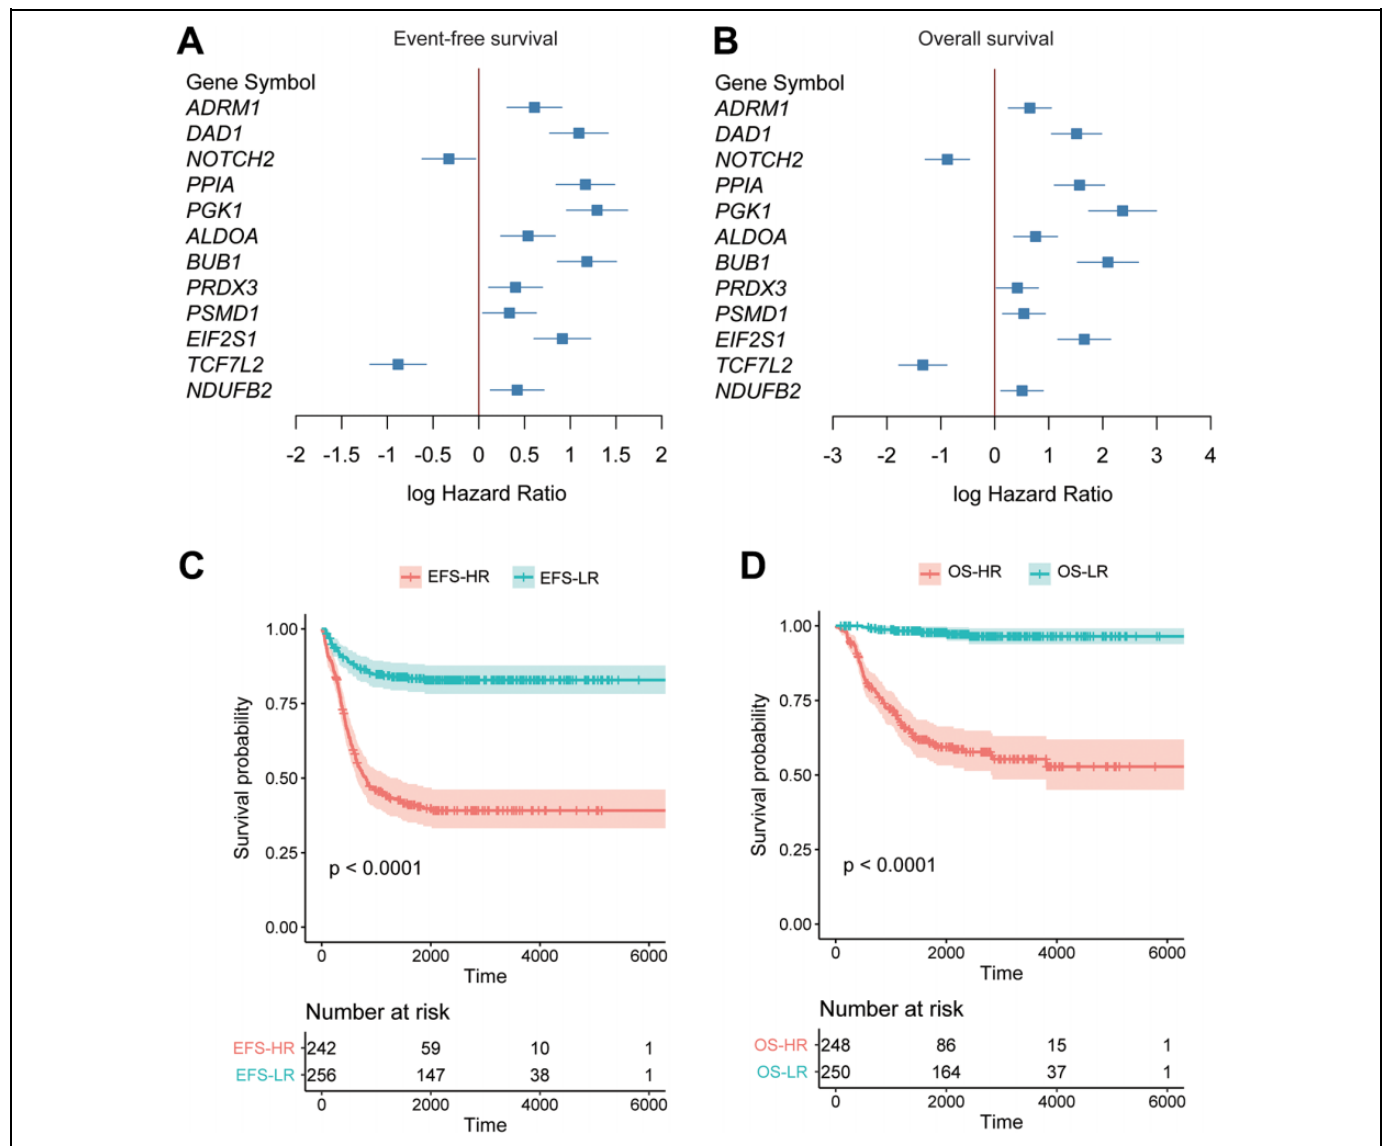 A
Event-free survival
Gene Symbol
ADRM1
DAD1
NOTCH2
PPIA
PGK1
ALDOA
BUB1
PRDX3
PSMD1
EIF2S1
TCF7L2
NDUFB2
-2 -1.5 -1 -0.5 0 0.5 1 1.5 2
log Hazard Ratio
B
Overall survival
Gene Symbol
ADRM1
DAD1
NOTCH2
PPIA
PGK1
ALDOA
BUB1
PRDX3
PSMD1
EIF2S1
TCF7L2
NDUFB2
-3 -2 -1 0 1 2 3 4
log Hazard Ratio
C
EFS-HR EFS-LR
Survival probability
1.00
0.75
0.50
0.25
0.00
p < 0.0001
0 2000 4000 6000
Time
Number at risk
EFS-HR 242 59 10 1
EFS-LR 256 147 38 1
0 2000 4000 6000
Time
D
OS-HR OS-LR
Survival probability
1.00
0.75
0.50
0.25
0.00
p < 0.0001
0 2000 4000 6000
Time
Number at risk
OS-HR 248 86 15 1
OS-LR 250 164 37 1
0 2000 4000 6000
Time